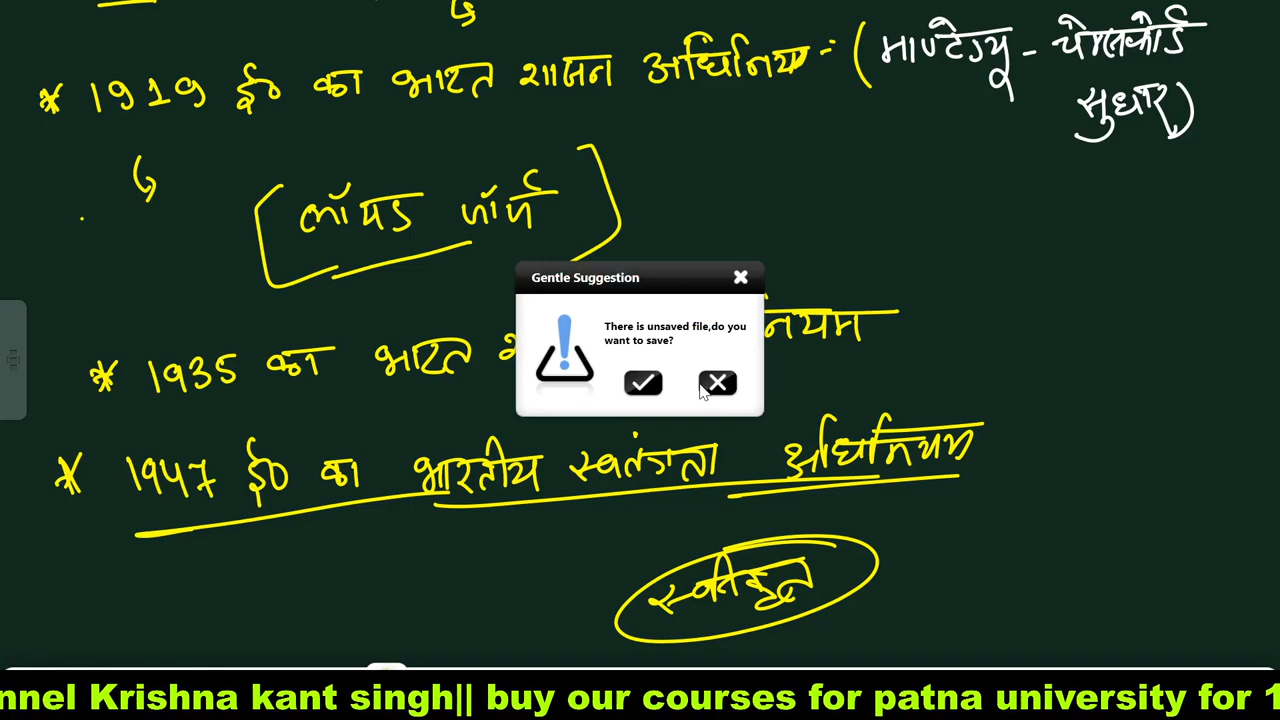 * 1919 ई० का भारत शासन अधिनियम :- ( माण्टेग्यू - चेम्सफोर्ड
सुधार)
[लॉयड जॉर्ज]
* 1935 का भारत
नियम
Gentle Suggestion
There is unsaved file,do you
want to save?
* 1947 ई० का भारतीय स्वतंत्रता अधिनियम
nnel Krishna kant singh|| buy our courses for patna university for 1